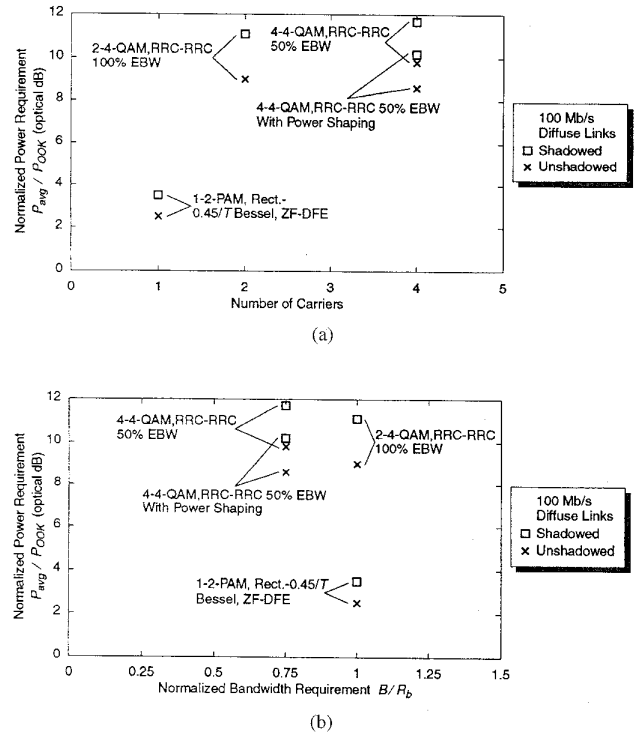 12
10
8
6
4
2
0
Normalized Power Requirement
Pavg / POOK (optical dB)
2-4-QAM,RRC-RRC
100% EBW
4-4-QAM,RRC-RRC
50% EBW
4-4-QAM,RRC-RRC 50% EBW
With Power Shaping
1-2-PAM, Rect.-
0.45/T Bessel, ZF-DFE
0 1 2 3 4 5
Number of Carriers
100 Mb/s
Diffuse Links
Shadowed
Unshadowed
(a)
12
10
8
6
4
2
0
Normalized Power Requirement
Pavg / POOK (optical dB)
4-4-QAM,RRC-RRC
50% EBW
2-4-QAM,RRC-RRC
100% EBW
4-4-QAM,RRC-RRC 50% EBW
With Power Shaping
1-2-PAM, Rect.-0.45/T
Bessel, ZF-DFE
0 0.25 0.5 0.75 1 1.25 1.5
Normalized Bandwidth Requirement B/Rb
100 Mb/s
Diffuse Links
Shadowed
Unshadowed
(b)